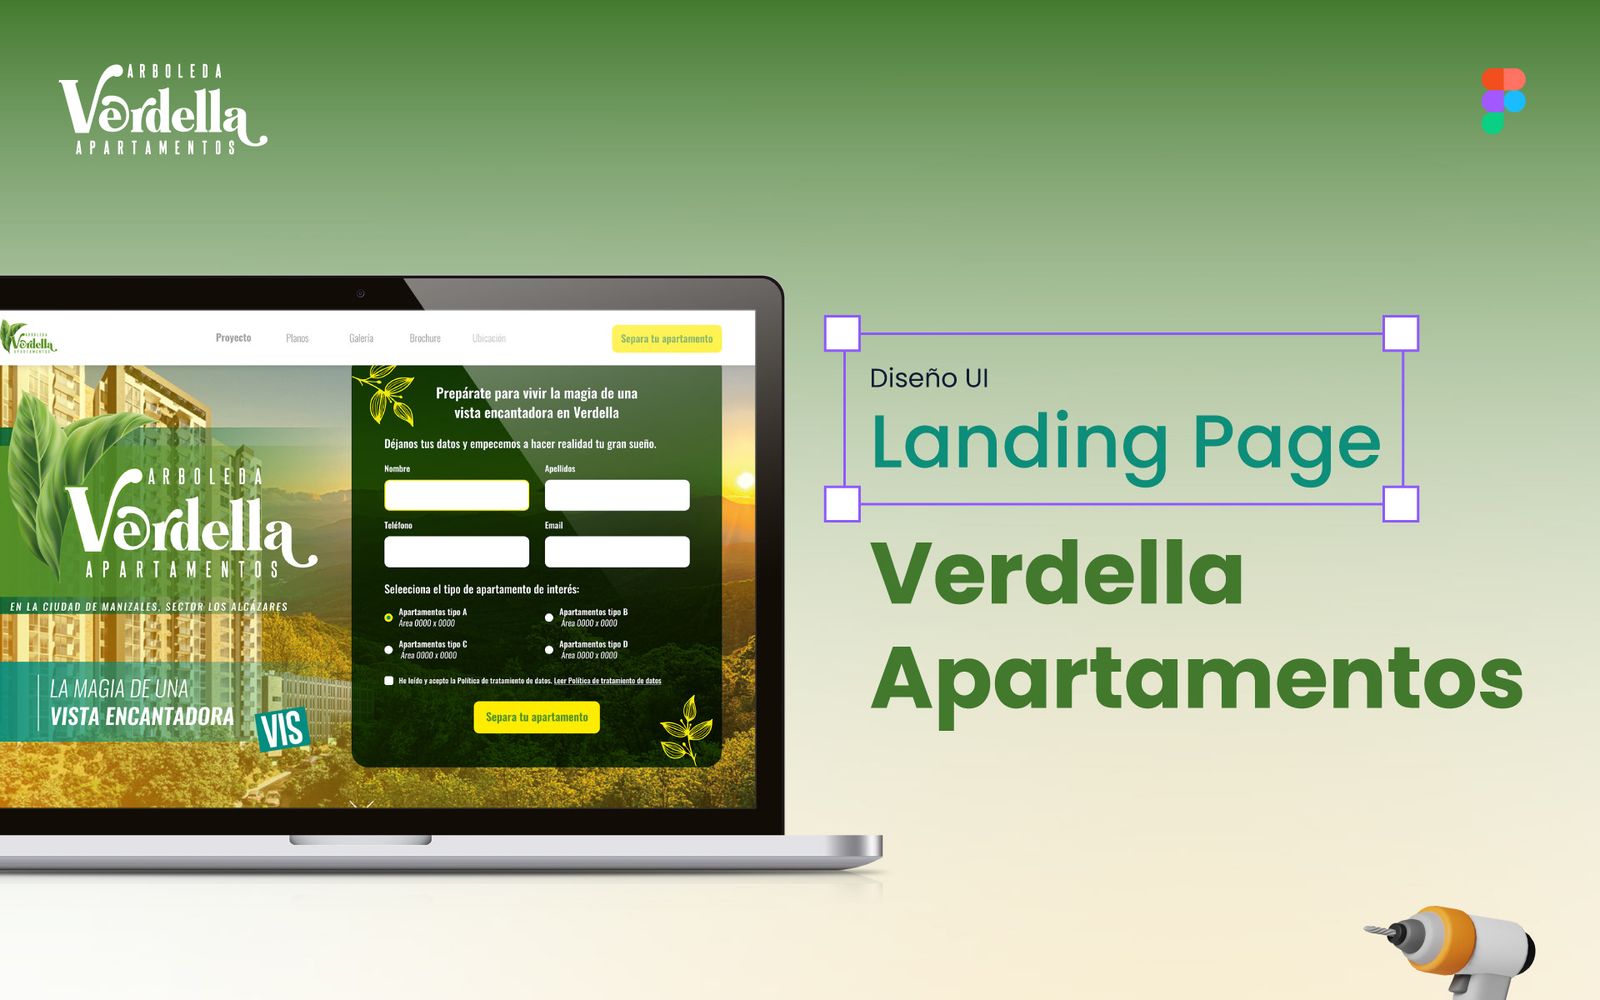 ARBOLEDA
Verdella
APARTAMENTOS
ARBOLEDA
Verdella
APARTAMENTOS
Proyecto
Planos
Galería
Brochure
Ubicación
Separa tu apartamento
ARBOLEDA
Verdella
APARTAMENTOS
EN LA CIUDAD DE MANIZALES, SECTOR LOS ALCÁZARES
LA MAGIA DE UNA
VISTA ENCANTADORA
VIS
Prepárate para vivir la magia de una
vista encantadora en Verdella
Déjanos tus datos y empecemos a hacer realidad tu gran sueño.
Nombre
Apellidos
Teléfono
Email
Seleeciona el tipo de apartamento de interés:
Apartamentos tipo A
Área 0000 x 0000
Apartamentos tipo B
Área 0000 x 0000
Apartamentos tipo C
Área 0000 x 0000
Apartamentos tipo D
Área 0000 x 0000
He leído y acepto la Política de tratamiento de datos. Leer Política de tratamiento de datos
Separa tu apartamento
Diseño UI
Landing Page
Verdella
Apartamentos